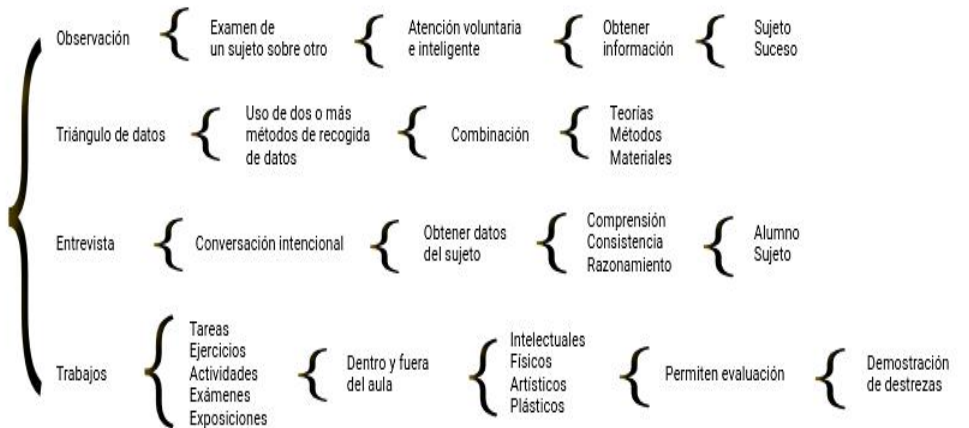 Observación
Examen de
un sujeto sobre otro
Atención voluntaria
e inteligente
Obtener
información
Sujeto
Suceso
Triángulo de datos
Uso de dos o más
métodos de recogida
de datos
Combinación
Teorías
Métodos
Materiales
Entrevista
Conversación intencional
Obtener datos
del sujeto
Comprensión
Consistencia
Razonamiento
Alumno
Sujeto
Trabajos
Tareas
Ejercicios
Actividades
Exámenes
Exposiciones
Dentro y fuera
del aula
Intelectuales
Físicos
Artísticos
Plásticos
Permiten evaluación
Demostración
de destrezas